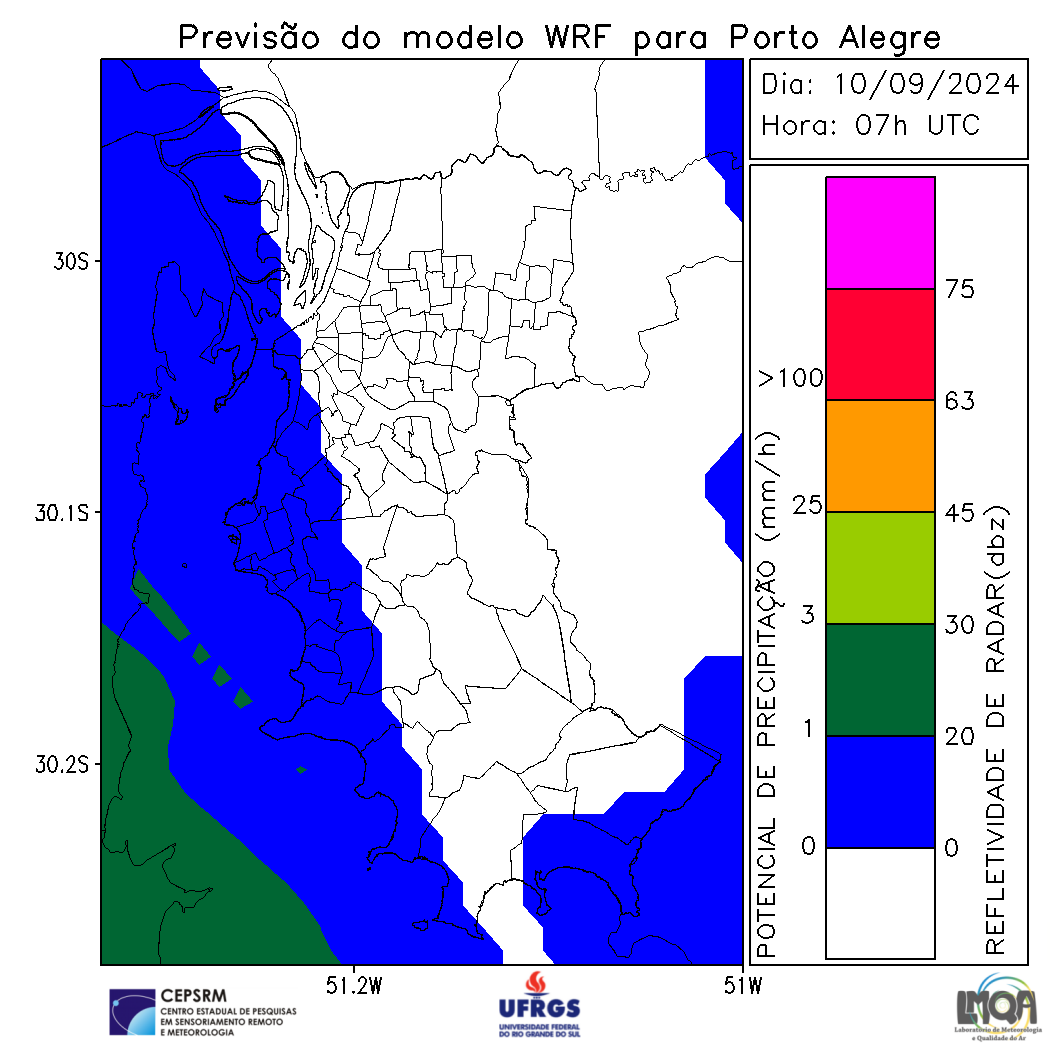 Previsão do modelo WRF para Porto Alegre
Dia: 10/09/2024
Hora: 07h UTC
30S
30.1S
30.2S
51.2W
51W
POTENCIAL DE PRECIPITAÇÃO (mm/h)
>100
25
3
1
0
75
63
45
30
20
0
REFLETIVIDADE DE RADAR(dbz)
CEPSRM
CENTRO ESTADUAL DE PESQUISAS
EM SENSORIAMENTO REMOTO
E METEOROLOGIA
UFRGS
UNIVERSIDADE FEDERAL
DO RIO GRANDE DO SUL
LMQA
Laboratório de Meteorologia
e Qualidade do Ar